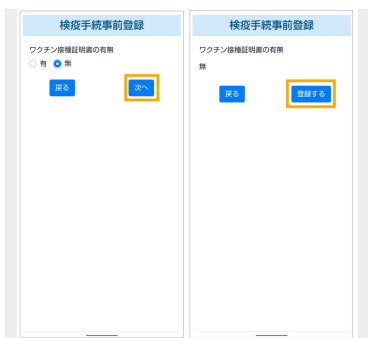 検疫手続事前登録
ワクチン接種証明書の有無
有 無
戻る 次へ
検疫手続事前登録
ワクチン接種証明書の有無
無
戻る 登録する